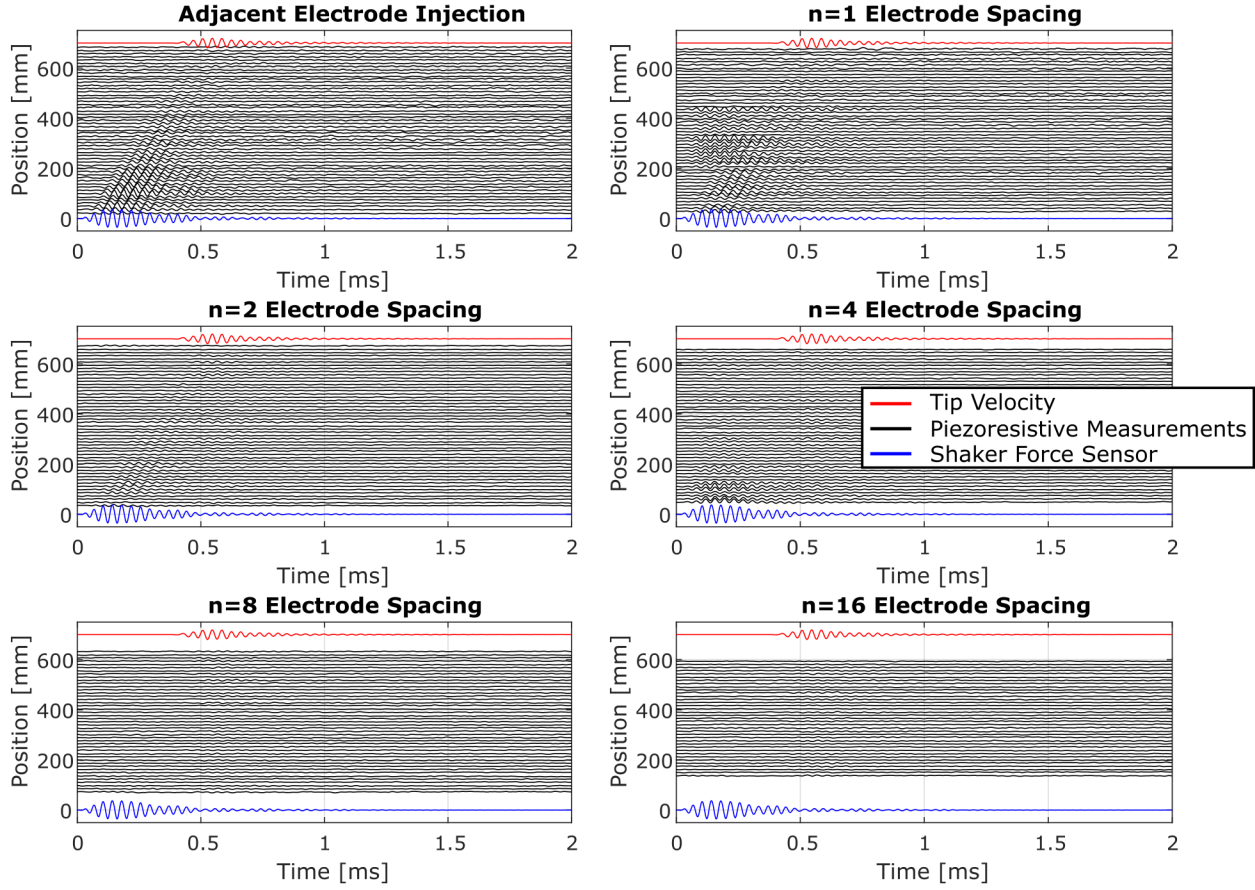 Adjacent Electrode Injection
n=1 Electrode Spacing
Position [mm]
600
400
200
0
0
0.5
1
1.5
2
Time [ms]
Position [mm]
600
400
200
0
0
0.5
1
1.5
2
Time [ms]
n=2 Electrode Spacing
n=4 Electrode Spacing
Position [mm]
600
400
200
0
0
0.5
1
1.5
2
Time [ms]
Position [mm]
600
400
200
0
0
0.5
1
1.5
2
Time [ms]
Tip Velocity
Piezoresistive Measurements
Shaker Force Sensor
n=8 Electrode Spacing
n=16 Electrode Spacing
Position [mm]
600
400
200
0
0
0.5
1
1.5
2
Time [ms]
Position [mm]
600
400
200
0
0
0.5
1
1.5
2
Time [ms]